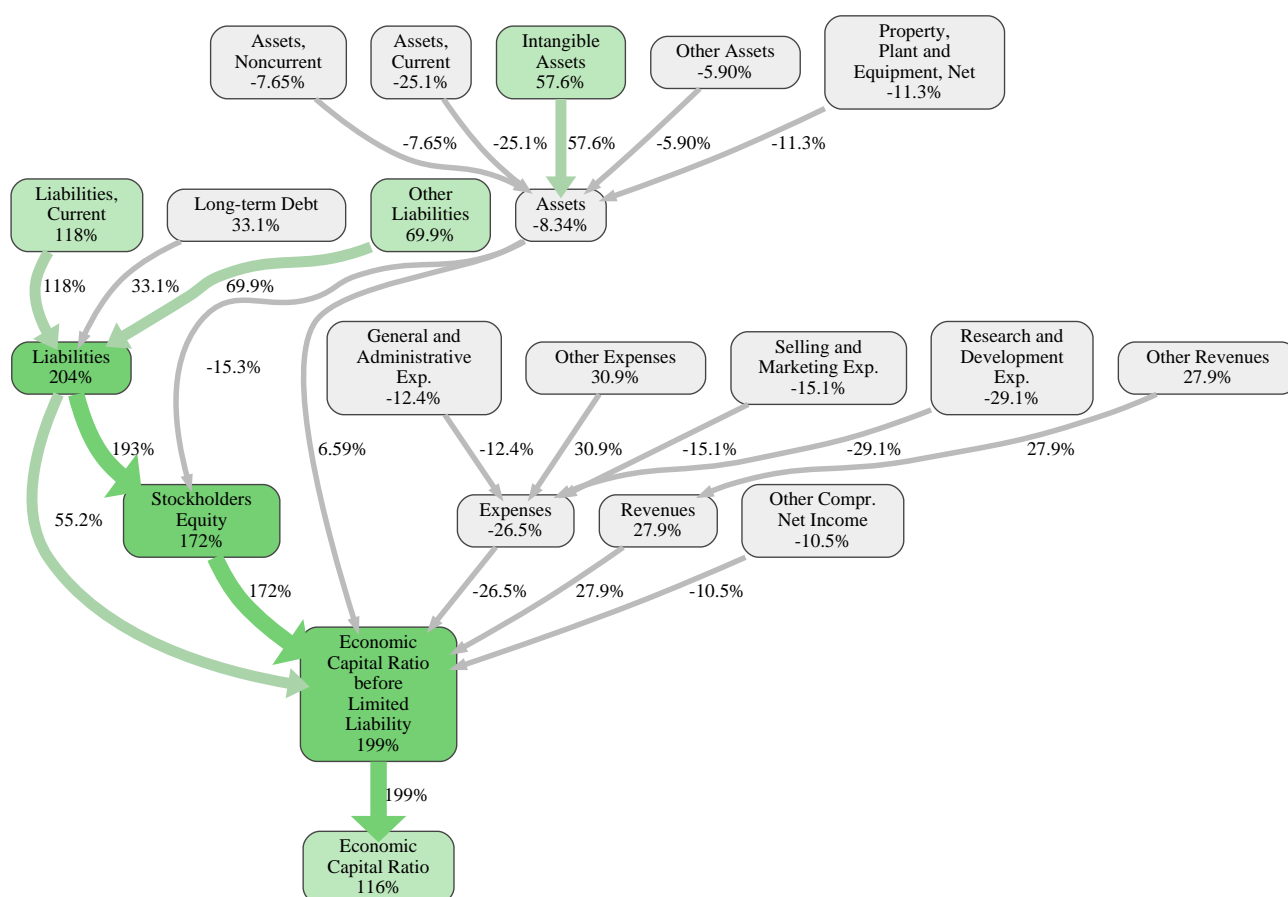 Assets,
Noncurrent
-7.65%
Assets,
Current
-25.1%
Intangible
Assets
57.6%
Other Assets
-5.90%
Property,
Plant and
Equipment, Net
-11.3%
-7.65%
-25.1%
57.6%
-5.90%
-11.3%
Liabilities,
Current
118%
Long-term Debt
33.1%
Other
Liabilities
69.9%
Assets
-8.34%
118%
33.1%
69.9%
Liabilities
204%
-15.3%
General and
Administrative
Exp.
-12.4%
Other Expenses
30.9%
Selling and
Marketing Exp.
-15.1%
Research and
Development
Exp.
-29.1%
Other Revenues
27.9%
193%
6.59%
-12.4%
30.9%
-15.1%
-29.1%
27.9%
55.2%
Stockholders
Equity
172%
Expenses
-26.5%
Revenues
27.9%
Other Compr.
Net Income
-10.5%
172%
-26.5%
27.9%
-10.5%
Economic
Capital Ratio
before
Limited
Liability
199%
199%
Economic
Capital Ratio
116%